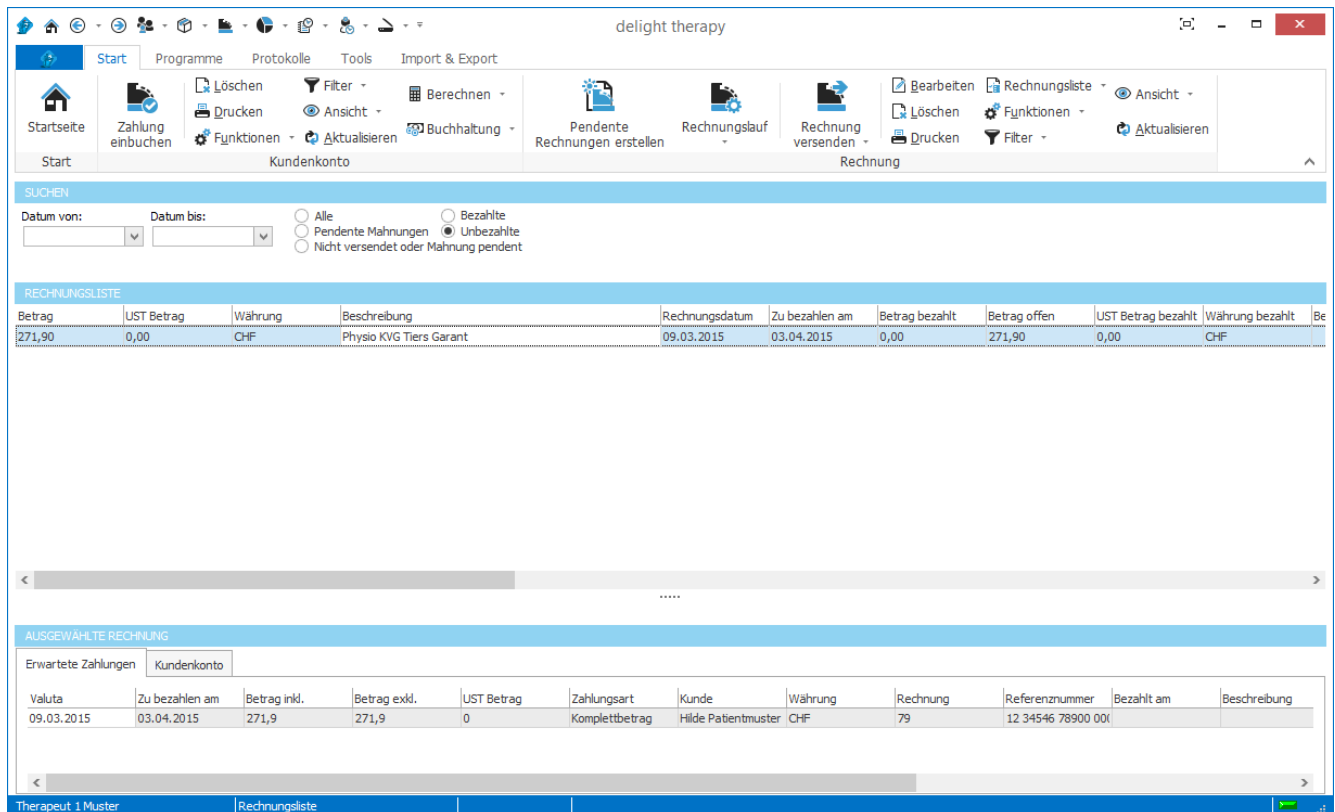 delight therapy
Start Programme Protokolle Tools Import & Export
Startseite
Start
Zahlung einbuchen
Löschen
Drucken
Funktionen
Filter
Ansicht
Aktualisieren
Berechnen
Buchhaltung
Kundenkonto
Pendente
Rechnungen erstellen
Rechnungslauf
Rechnung
versenden
Bearbeiten
Löschen
Drucken
Rechnungsliste
Funktionen
Filter
Ansicht
Aktualisieren
Rechnung
SUCHEN
Datum von: Datum bis:
Alle Bezahlte
Pendente Mahnungen Unbezahlte
Nicht versendet oder Mahnung pendent
RECHNUNGSLISTE
Betrag UST Betrag Währung Beschreibung Rechnungsdatum Zu bezahlen am Betrag bezahlt Betrag offen UST Betrag bezahlt Währung bezahlt Be
271,90 0,00 CHF Physio KVG Tiers Garant 09.03.2015 03.04.2015 0,00 271,90 0,00 CHF
AUSGEWÄHLTE RECHNUNG
Erwartete Zahlungen Kundenkonto
Valuta Zu bezahlen am Betrag inkl. Betrag exkl. UST Betrag Zahlungsart Kunde Währung Rechnung Referenznummer Bezahlt am Beschreibung
09.03.2015 03.04.2015 271,9 271,9 0 Komplettbetrag Hilde Patientmuster CHF 79 12 34546 78900
Therapeut 1 Muster Rechnungsliste